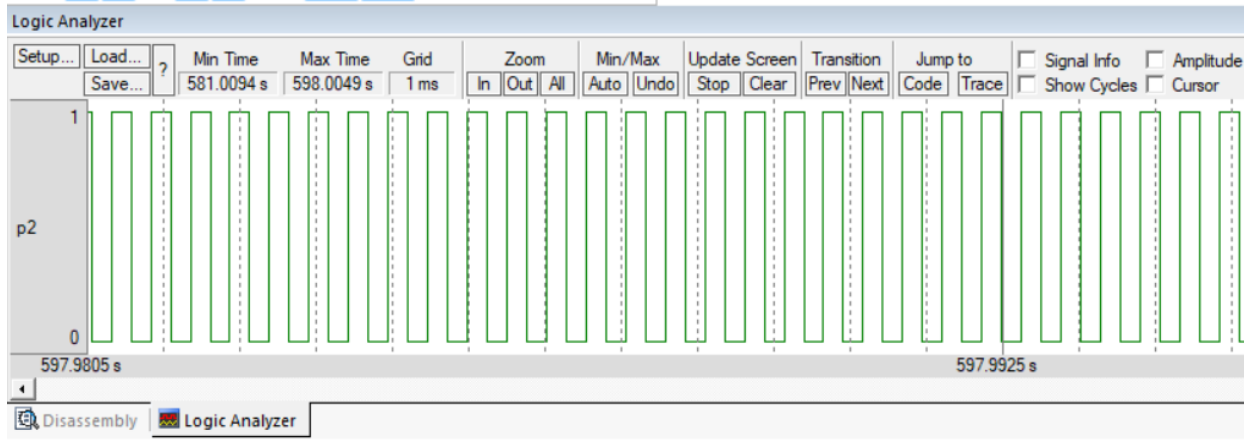 Logic Analyzer
Setup... Load... ? Min Time Max Time Grid Zoom Min/Max Update Screen Transition Jump to Signal Info Amplitude
Save... 581.0094 s 598.0049 s 1 ms In Out All Auto Undo Stop Clear Prev Next Code Trace Show Cycles Cursor
1
p2
0
597.9805 s 597.9925 s
Disassembly Logic Analyzer